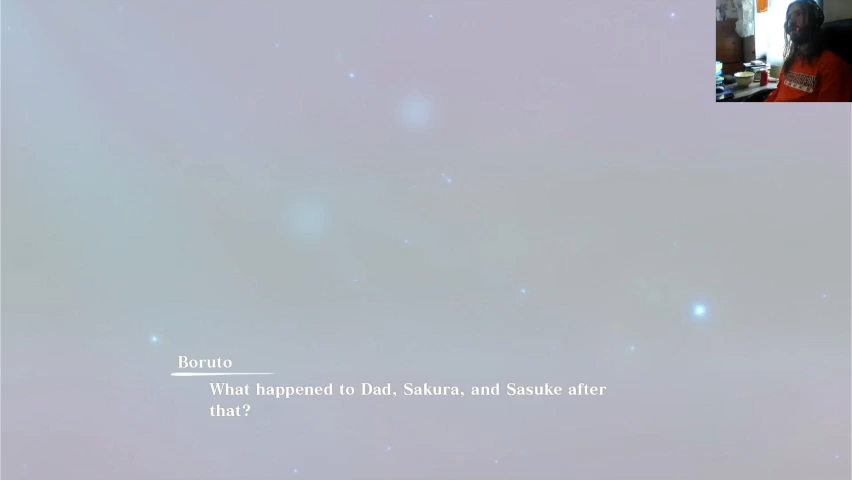 Boruto
What happened to Dad, Sakura, and Sasuke after
that?